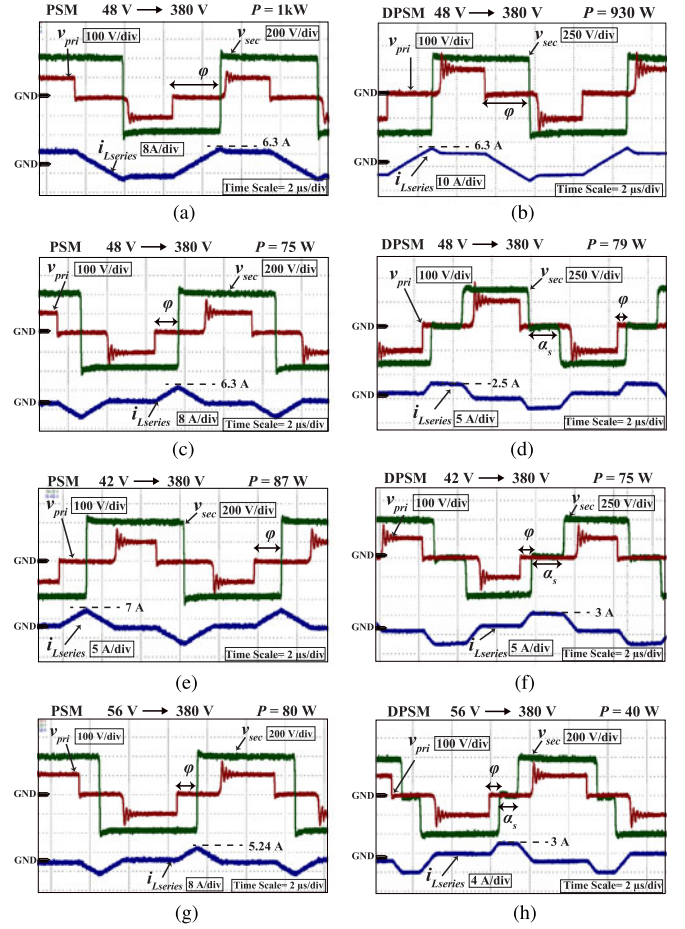 PSM 48 V → 380 V P = 1kW
v_pri 100 V/div v_sec 200 V/div
φ
GND
6.3 A
GND
i_Lseries 8A/div
Time Scale= 2 μs/div
(a)
DPSM 48 V → 380 V P = 930 W
v_pri 100 V/div v_sec 250 V/div
GND
φ
6.3 A
GND
i_Lseries 10 A/div
Time Scale= 2 μs/div
(b)
PSM 48 V → 380 V P = 75 W
v_pri 100 V/div v_sec 200 V/div
φ
GND
6.3 A
GND
i_Lseries 8 A/div
Time Scale= 2 μs/div
(c)
DPSM 48 V → 380 V P = 79 W
v_pri 100 V/div v_sec 250 V/div
φ
GND
α_s
2.5 A
GND
i_Lseries 5 A/div
Time Scale= 2 μs/div
(d)
PSM 42 V → 380 V P = 87 W
v_pri 100 V/div v_sec 200 V/div
φ
GND
7 A
GND
i_Lseries 5 A/div
Time Scale= 2 μs/div
(e)
DPSM 42 V → 380 V P = 75 W
v_pri 100 V/div v_sec 250 V/div
φ
GND
α_s
3 A
GND
i_Lseries 5 A/div
Time Scale= 2 μs/div
(f)
PSM 56 V → 380 V P = 80 W
v_pri 100 V/div v_sec 200 V/div
φ
GND
5.24 A
GND
i_Lseries 8 A/div
Time Scale= 2 μs/div
(g)
DPSM 56 V → 380 V P = 40 W
v_pri 100 V/div v_sec 200 V/div
φ
GND
α_s
3 A
GND
i_Lseries 4 A/div
Time Scale= 2 μs/div
(h)